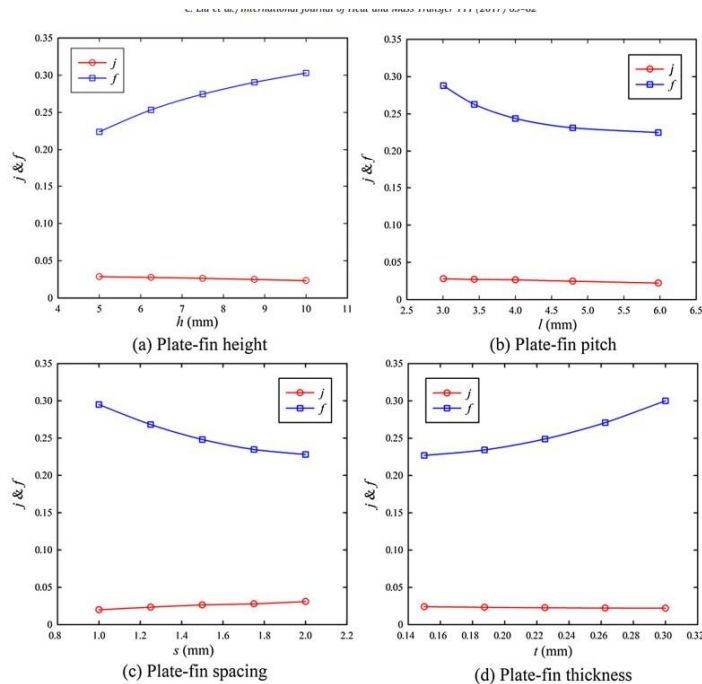 0.35
0.30
0.25
0.20
0.15
0.10
0.05
0
j & f
j
f
4 5 6 7 8 9 10 11
h (mm)
(a) Plate-fin height
0.35
0.30
0.25
0.20
0.15
0.10
0.05
0
j & f
j
f
2.5 3.0 3.5 4.0 4.5 5.0 5.5 6.0 6.5
l (mm)
(b) Plate-fin pitch
0.35
0.30
0.25
0.20
0.15
0.10
0.05
0
j & f
j
f
0.8 1.0 1.2 1.4 1.6 1.8 2.0 2.2
s (mm)
(c) Plate-fin spacing
0.35
0.30
0.25
0.20
0.15
0.10
0.05
0
j & f
j
f
0.14 0.16 0.20 0.22 0.24 0.26 0.28 0.30 0.32
t (mm)
(d) Plate-fin thickness